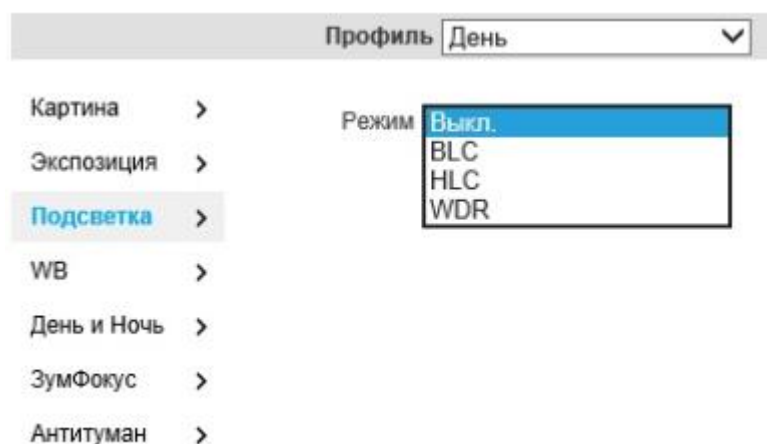 Профиль День
Картина
Режим Выкл.
BLC
Экспозиция
HLC
Подсветка
WDR
WB
День и Ночь
ЗумФокус
Антитуман